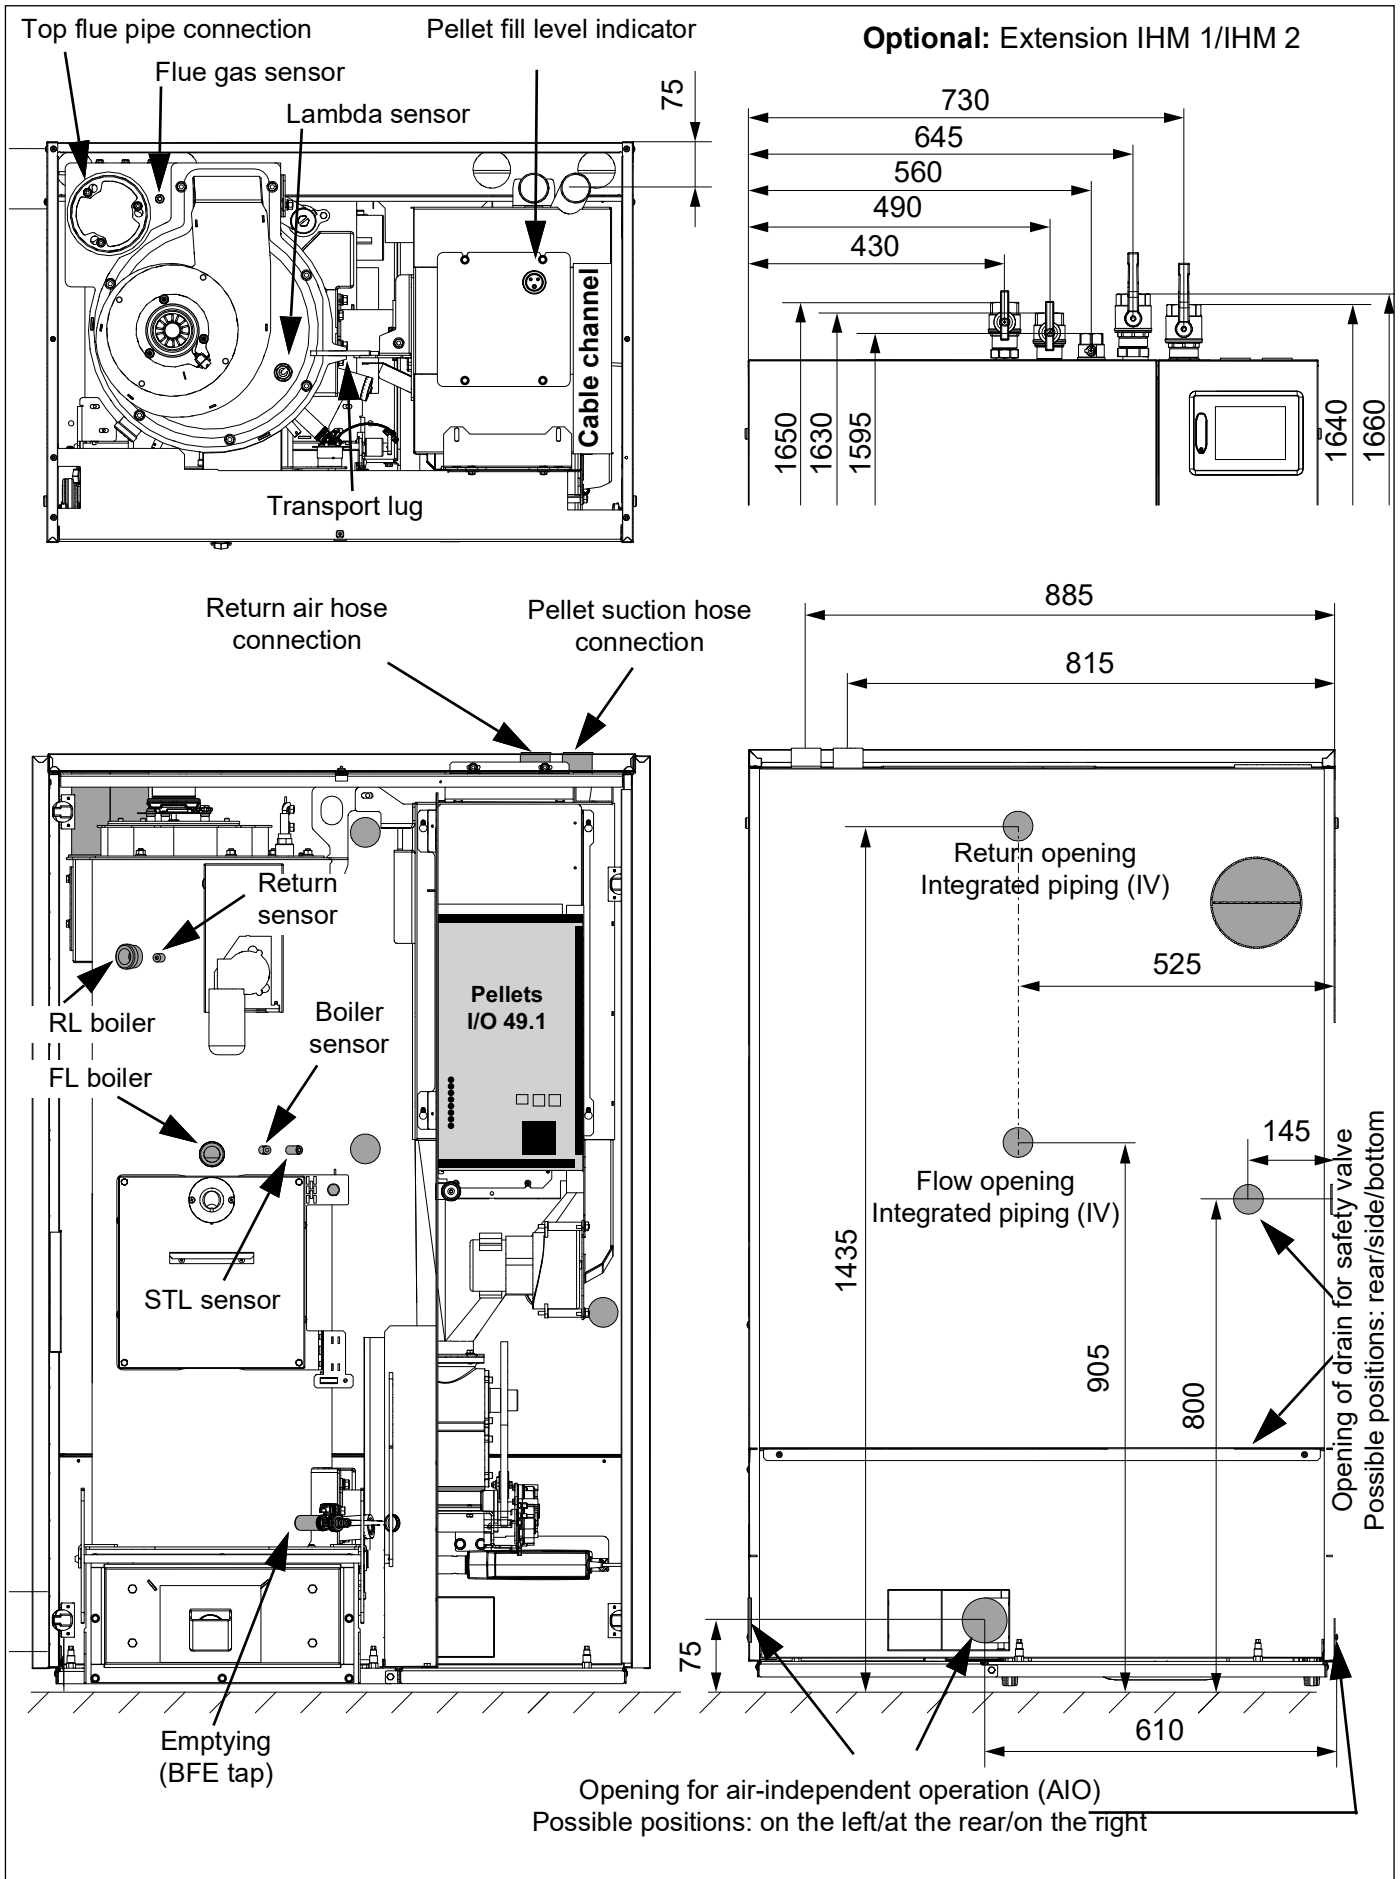 Top flue pipe connection
Pellet fill level indicator
Optional: Extension IHM 1/IHM 2
Flue gas sensor
Lambda sensor
75
730
645
560
490
430
Cable channel
Transport lug
1650
1630
1595
1640
1660
Return air hose
connection
Pellet suction hose
connection
885
815
Return
sensor
RL boiler
Boiler
sensor
FL boiler
Pellets
I/O 49.1
STL sensor
Return opening
Integrated piping (IV)
525
145
Flow opening
Integrated piping (IV)
1435
905
800
Opening of drain for safety valve
Possible positions: rear/side/bottom
75
610
Emptying
(BFE tap)
Opening for air-independent operation (AIO)
Possible positions: on the left/at the rear/on the right